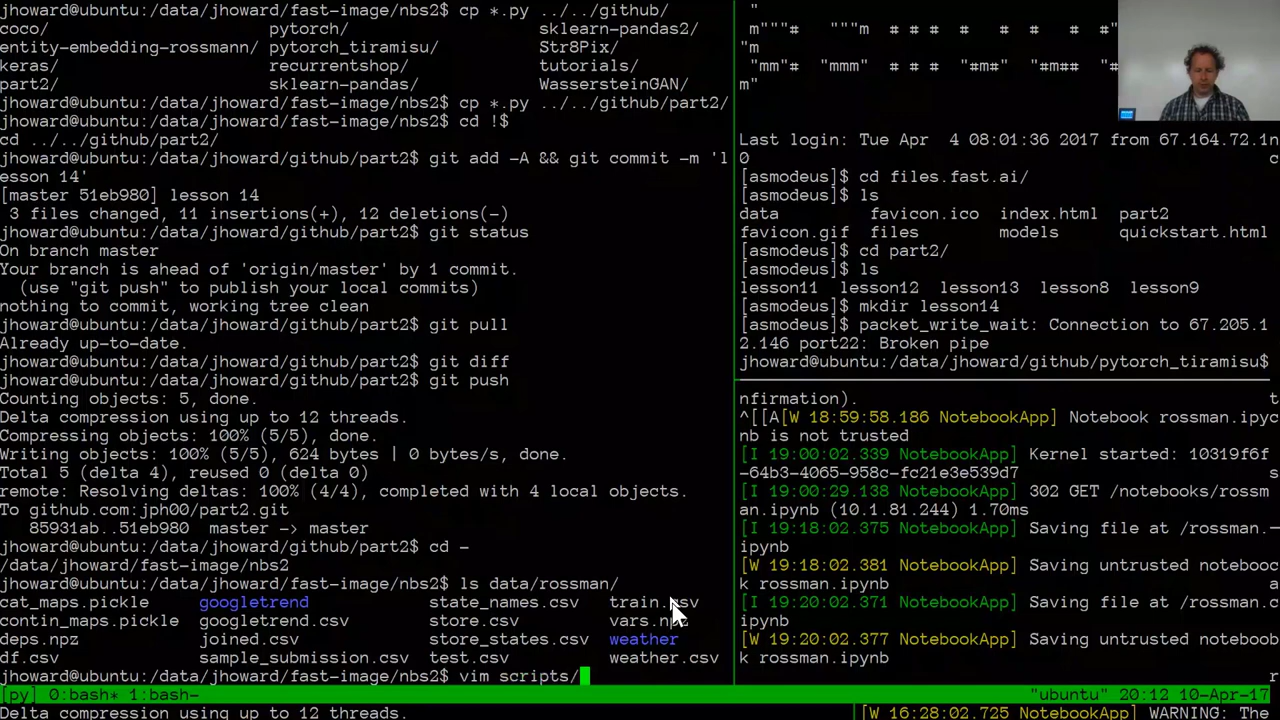 jhoward@ubuntu:/data/jhoward/fast-image/nbs2$ cp *.py ../../github/
coco/ pytorch/ sklearn-pandas2/
entity-embedding-rossmann/ pytorch_tiramisu/ Str8Pix/
keras/ recurrentshop/ tutorials/
part2/ sklearn-pandas/ WassersteinGAN/
jhoward@ubuntu:/data/jhoward/fast-image/nbs2$ cp *.py ../../github/part2/
jhoward@ubuntu:/data/jhoward/fast-image/nbs2$ cd !$
cd ../../github/part2/
jhoward@ubuntu:/data/jhoward/github/part2$ git add -A && git commit -m 'l
esson 14'
[master 51eb980] lesson 14
3 files changed, 11 insertions(+), 12 deletions(-)
jhoward@ubuntu:/data/jhoward/github/part2$ git status
On branch master
Your branch is ahead of 'origin/master' by 1 commit.
(use "git push" to publish your local commits)
nothing to commit, working tree clean
jhoward@ubuntu:/data/jhoward/github/part2$ git pull
Already up-to-date.
jhoward@ubuntu:/data/jhoward/github/part2$ git diff
jhoward@ubuntu:/data/jhoward/github/part2$ git push
Counting objects: 5, done.
Delta compression using up to 12 threads.
Compressing objects: 100% (5/5), done.
Writing objects: 100% (5/5), 624 bytes | 0 bytes/s, done.
Total 5 (delta 4), reused 0 (delta 0)
remote: Resolving deltas: 100% (4/4), completed with 4 local objects.
To github.com:jph00/part2.git
85931ab..51eb980 master -> master
jhoward@ubuntu:/data/jhoward/github/part2$ cd -
/data/jhoward/fast-image/nbs2
jhoward@ubuntu:/data/jhoward/fast-image/nbs2$ ls data/rossman/
cat_maps.pickle googletrend state_names.csv train.csv
contin_maps.pickle googletrend.csv store.csv vars.npz
deps.npz joined.csv store_states.csv weather
df.csv sample_submission.csv test.csv weather.csv
jhoward@ubuntu:/data/jhoward/fast-image/nbs2$ vim scripts/
"
m"""# """m # # # # # # #"
"m
"mm"# "mmm" # # # "#m#" "#m## "#
m"
Last login: Tue Apr 4 08:01:36 2017 from 67.164.72.1
0
[asmodeus]$ cd files.fast.ai/
[asmodeus]$ ls
data favicon.ico index.html part2
favicon.gif files models quickstart.html
[asmodeus]$ cd part2/
[asmodeus]$ ls
lesson11 lesson12 lesson13 lesson8 lesson9
[asmodeus]$ mkdir lesson14
[asmodeus]$ packet_write_wait: Connection to 67.205.1
2.146 port22: Broken pipe
jhoward@ubuntu:/data/jhoward/github/pytorch_tiramisu$
nfirmation).
^[[A[W 18:59:58.186 NotebookApp] Notebook rossman.ipyc
nb is not trusted
[I 19:00:02.339 NotebookApp] Kernel started: 10319f6f
-64b3-4065-958c-fc21e3e539d7
[I 19:00:29.138 NotebookApp] 302 GET /notebooks/rossm
an.ipynb (10.1.81.244) 1.70ms
[I 19:18:02.375 NotebookApp] Saving file at /rossman.
ipynb
[W 19:18:02.381 NotebookApp] Saving untrusted noteboo
k rossman.ipynb
[I 19:20:02.371 NotebookApp] Saving file at /rossman.
ipynb
[W 19:20:02.377 NotebookApp] Saving untrusted noteboo
k rossman.ipynb
[py] 0:bash* 1:bash- "ubuntu" 20:12 10-Apr-17
Delta compression using up to 12 threads. [W 16:28:02.725 NotebookApp] WARNING: The